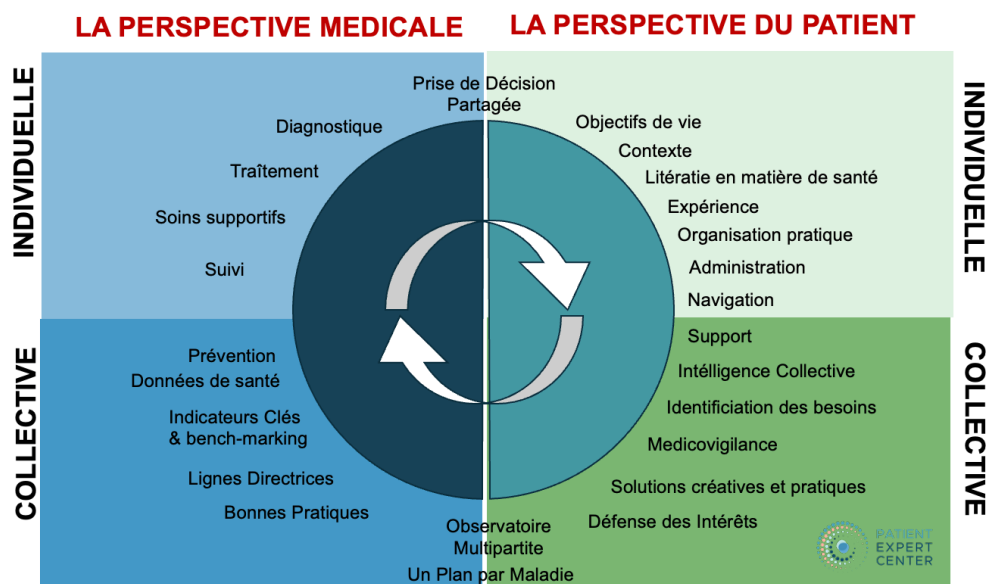 LA PERSPECTIVE MEDICALE
LA PERSPECTIVE DU PATIENT
INDIVIDUELLE
Prise de Décision
Partagée
Diagnostique
Traîtement
Soins supportifs
Suivi
Objectifs de vie
Contexte
Litératie en matière de santé
Expérience
Organisation pratique
Administration
Navigation
INDIVIDUELLE
COLLECTIVE
Prévention
Données de santé
Indicateurs Clés
& bench-marking
Lignes Directrices
Bonnes Pratiques
Support
Intélligence Collective
Identificiation des besoins
Medicovigilance
Solutions créatives et pratiques
Défense des Intérêts
COLLECTIVE
Observatoire
Multipartite
Un Plan par Maladie
PATIENT
EXPERT
CENTER